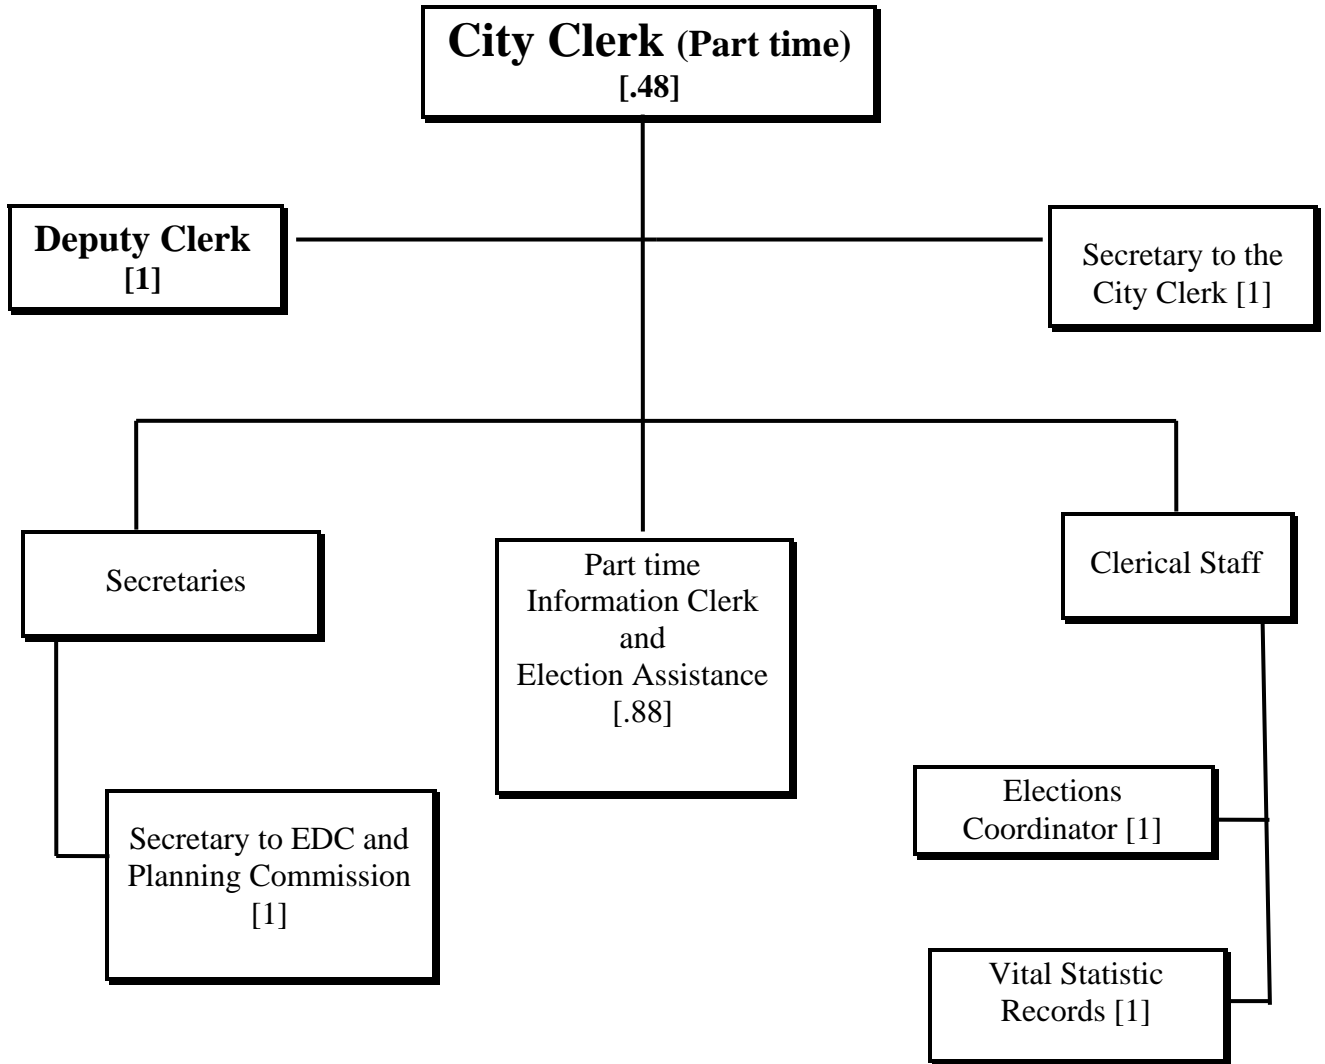 City Clerk (Part time)
[.48]
Deputy Clerk
[1]
Secretary to the
City Clerk [1]
Secretaries
Part time
Information Clerk
and
Election Assistance
[.88]
Clerical Staff
Secretary to EDC and
Planning Commission
[1]
Elections
Coordinator [1]
Vital Statistic
Records [1]